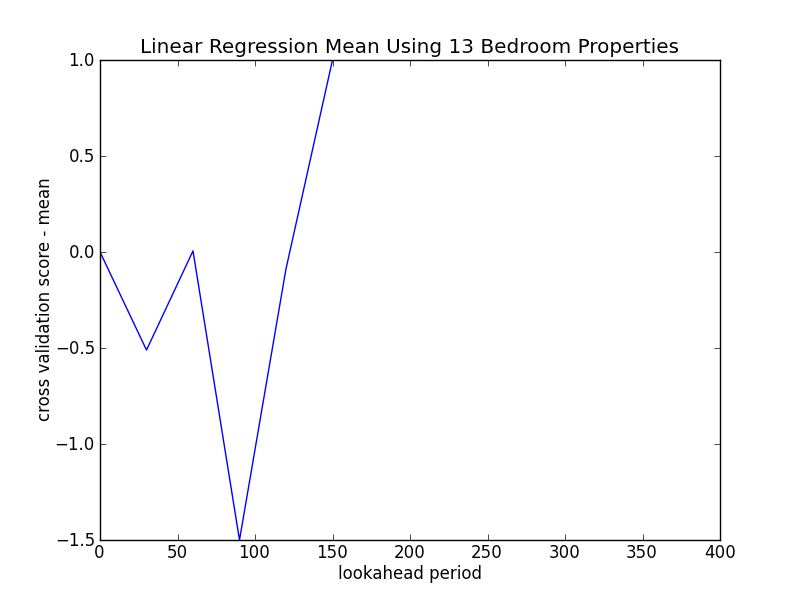 Linear Regression Mean Using 13 Bedroom Properties
cross validation score - mean
1.0
0.5
0.0
−0.5
−1.0
−1.5
0 50 100 150 200 250 300 350 400
lookahead period